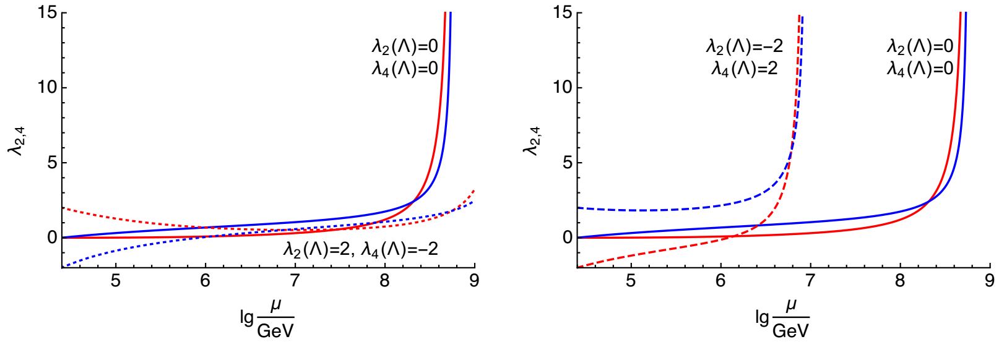 15
10
5
0
λ2,4
λ2(Λ)=0
λ4(Λ)=0
λ2(Λ)=2, λ4(Λ)=−2
5 6 7 8 9
lg μ/GeV
15
10
5
0
λ2,4
λ2(Λ)=−2
λ4(Λ)=2
λ2(Λ)=0
λ4(Λ)=0
5 6 7 8 9
lg μ/GeV